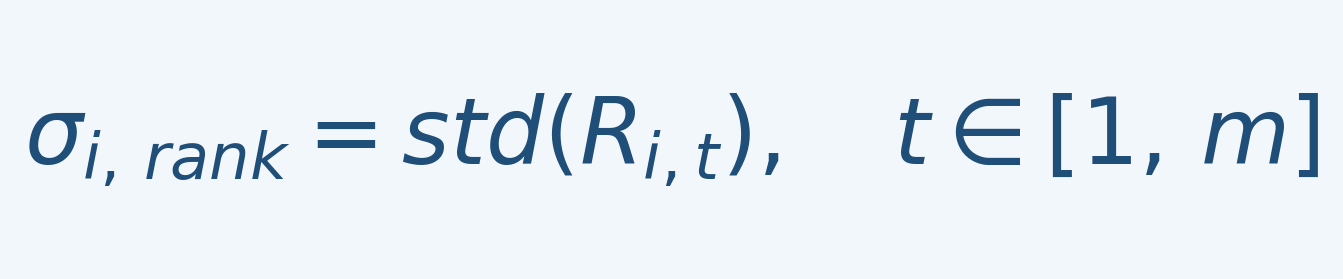 σ_{i, rank} = std(R_{i,t}), t ∈ [1, m]